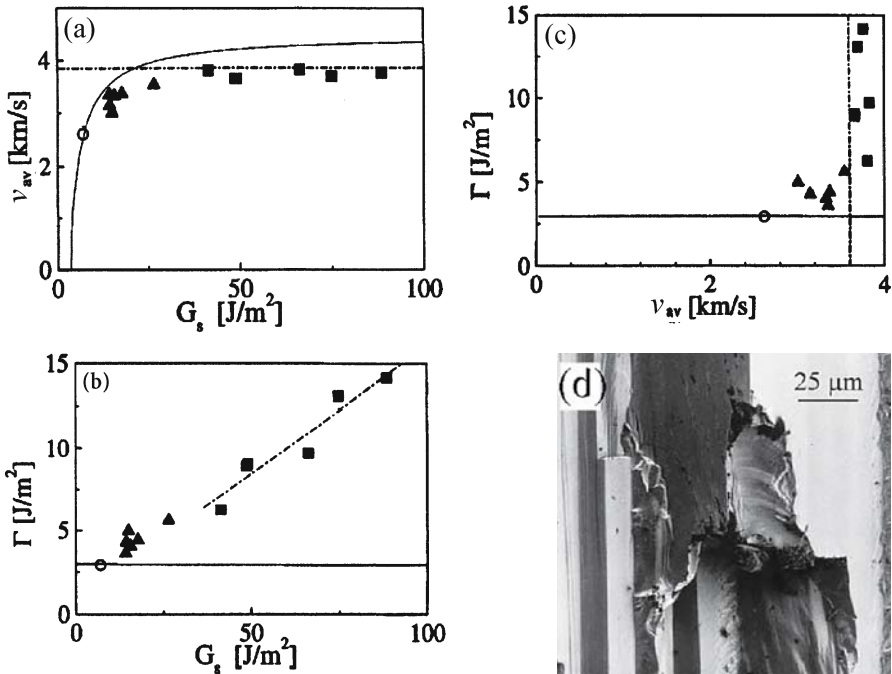 (a)
4
2
0
v_av [km/s]
0
50
100
G_s [J/m²]
(c)
15
10
5
0
Γ [J/m²]
0
2
4
v_av [km/s]
(b)
15
10
5
0
Γ [J/m²]
0
50
100
G_s [J/m²]
(d)
25 μm